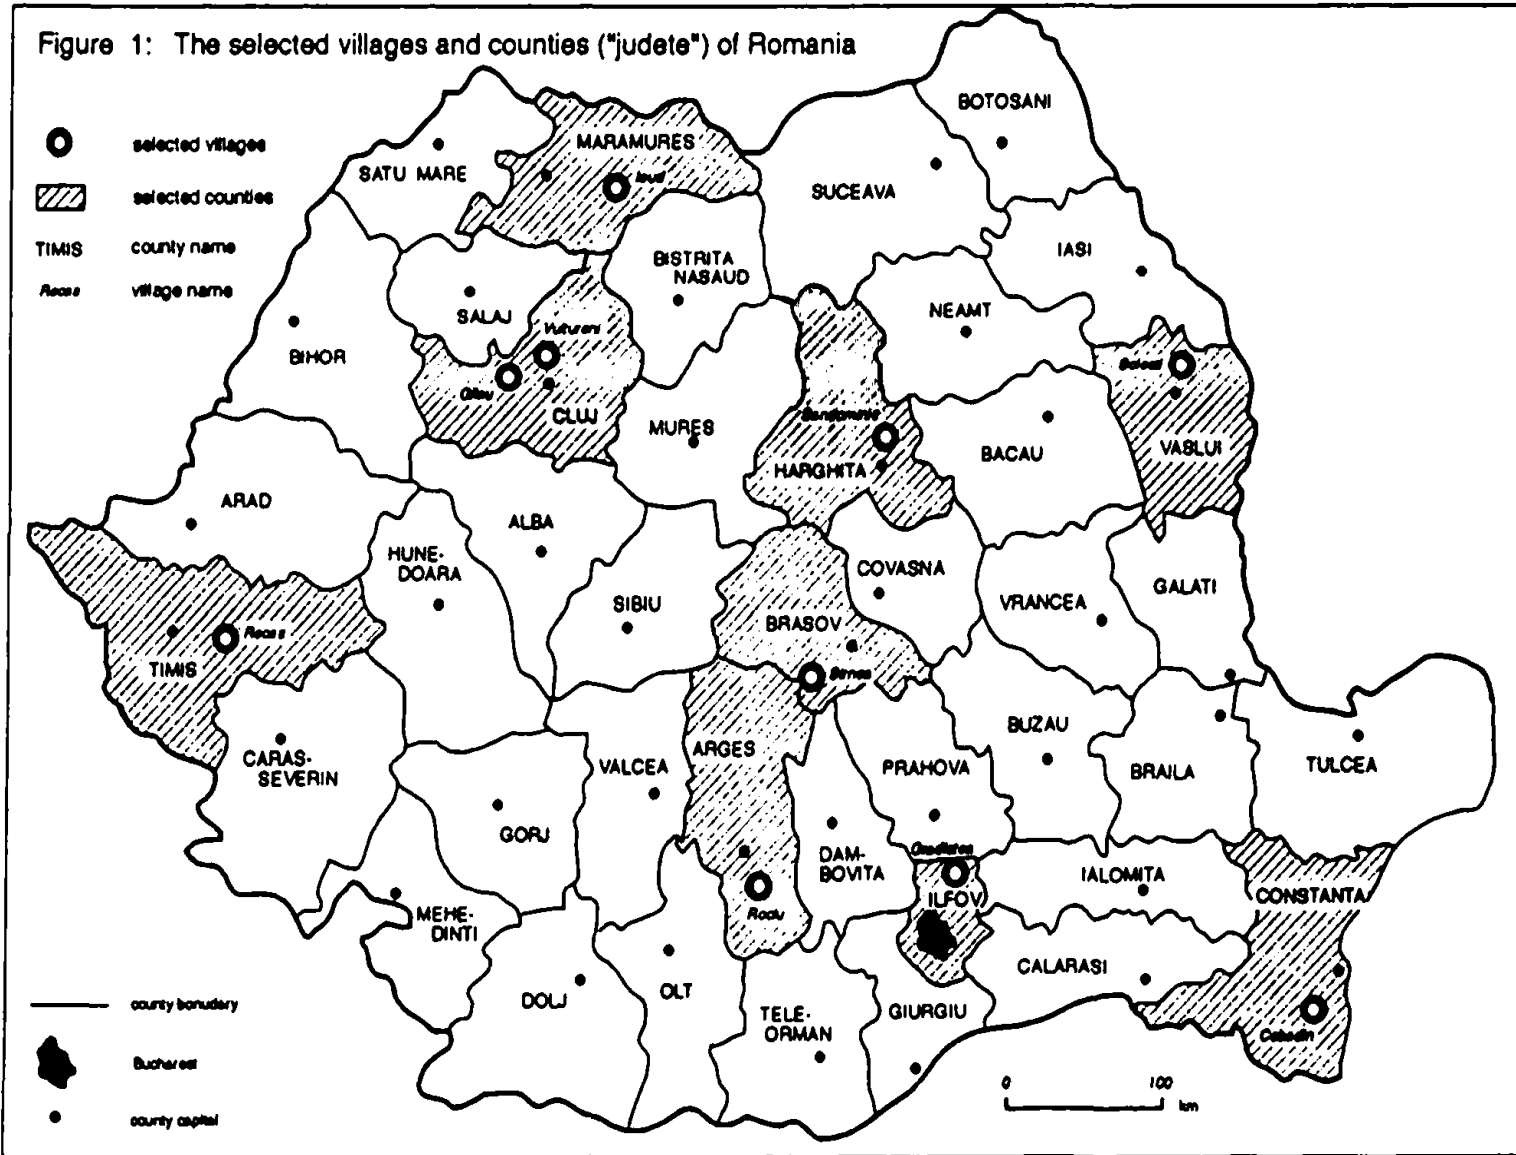 Figure 1: The selected villages and counties ("judete") of Romania
selected villages
selected counties
TIMIS county name
Recas village name
BOTOSANI
MARAMURES
SATU MARE
Ieud
SUCEAVA
IASI
BISTRITA
NASAUD
SALAJ
NEAMT
Vultureni
BIHOR
Gilau
CLUJ
MURES
Sandominic
HARGHITA
BACAU
VASLUI
ARAD
ALBA
HUNE-
DOARA
SIBIU
COVASNA
VRANCEA
GALATI
BRASOV
Recas
TIMIS
CARAS-
SEVERIN
VALCEA
ARGES
PRAHOVA
BUZAU
BRAILA
TULCEA
GORJ
DAM-
BOVITA
IALOMITA
ILFOV
CONSTANTA
MEHE-
DINTI
DOLJ
OLT
TELE-
ORMAN
GIURGIU
CALARASI
Cobadin
county bonudery
Bucharest
county capital
0 100
km